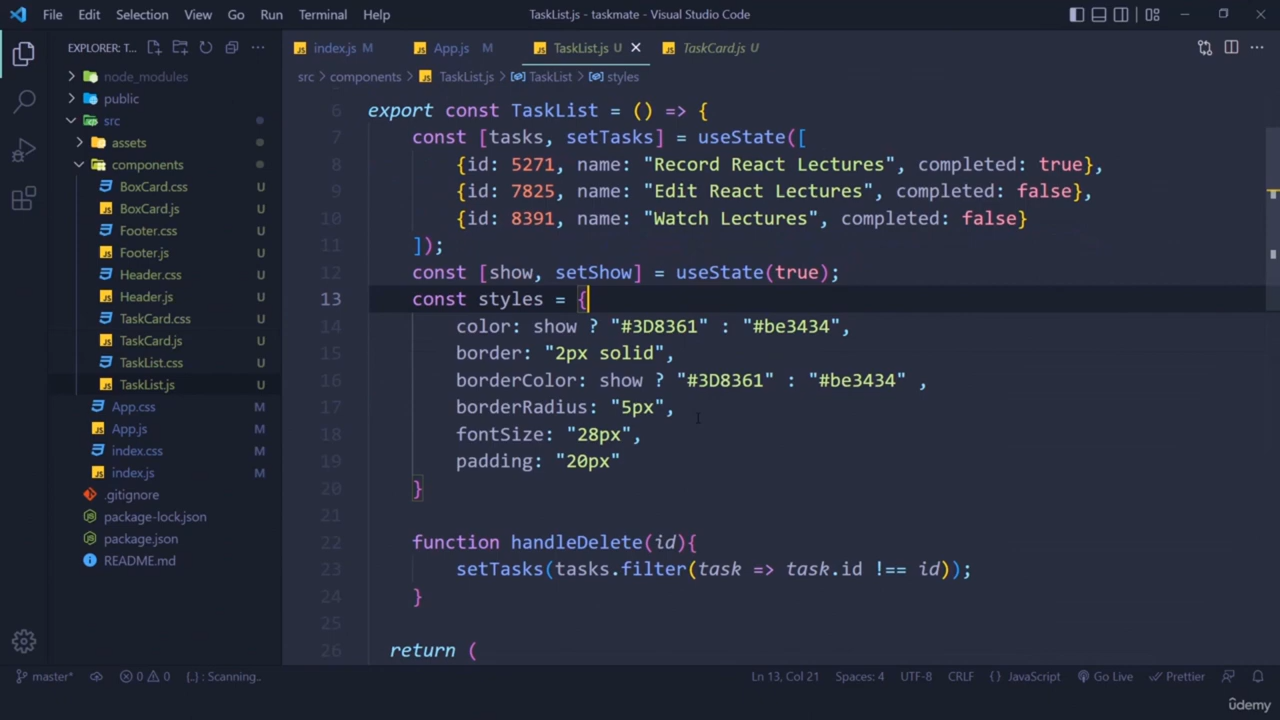 File Edit Selection View Go Run Terminal Help
TaskList.js - taskmate - Visual Studio Code
EXPLORER: T...
index.js M
App.js M
TaskList.js U
TaskCard.js U
src > components > TaskList.js > TaskList > styles
node_modules
public
src
assets
components
BoxCard.css U
BoxCard.js U
Footer.css U
Footer.js U
Header.css U
Header.js U
TaskCard.css U
TaskCard.js U
TaskList.css U
TaskList.js U
App.css M
App.js M
index.css M
index.js M
.gitignore
package-lock.json
package.json
README.md
6 export const TaskList = () => {
7 const [tasks, setTasks] = useState([
8 {id: 5271, name: "Record React Lectures", completed: true},
9 {id: 7825, name: "Edit React Lectures", completed: false},
10 {id: 8391, name: "Watch Lectures", completed: false}
11 ]);
12 const [show, setShow] = useState(true);
13 const styles = {
14 color: show ? "#3D8361" : "#be3434",
15 border: "2px solid",
16 borderColor: show ? "#3D8361" : "#be3434" ,
17 borderRadius: "5px",
18 fontSize: "28px",
19 padding: "20px"
20 }
21
22 function handleDelete(id){
23 setTasks(tasks.filter(task => task.id !== id));
24 }
25
26 return (
master* 0 0 {..} : Scanning..
Ln 13, Col 21 Spaces: 4 UTF-8 CRLF {} JavaScript Go Live Prettier
ûdemy